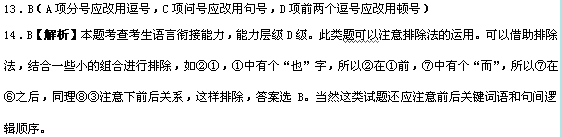 13．B（A项分号应改用逗号，C项问号应改用句号，D项前两个逗号应改用顿号）
14．B【解析】本题考查考生语言衔接能力，能力层级D级。此类题可以注意排除法的运用。可以借助排除
法，结合一些小的组合进行排除，如②①，①中有个“也”字，所以②在①前，⑦中有个“而”，所以⑦在
⑥之后，同理⑧③注意下前后关系，这样排除，答案选 B。当然这类试题还应注意前后关键词语和句间逻
辑顺序。